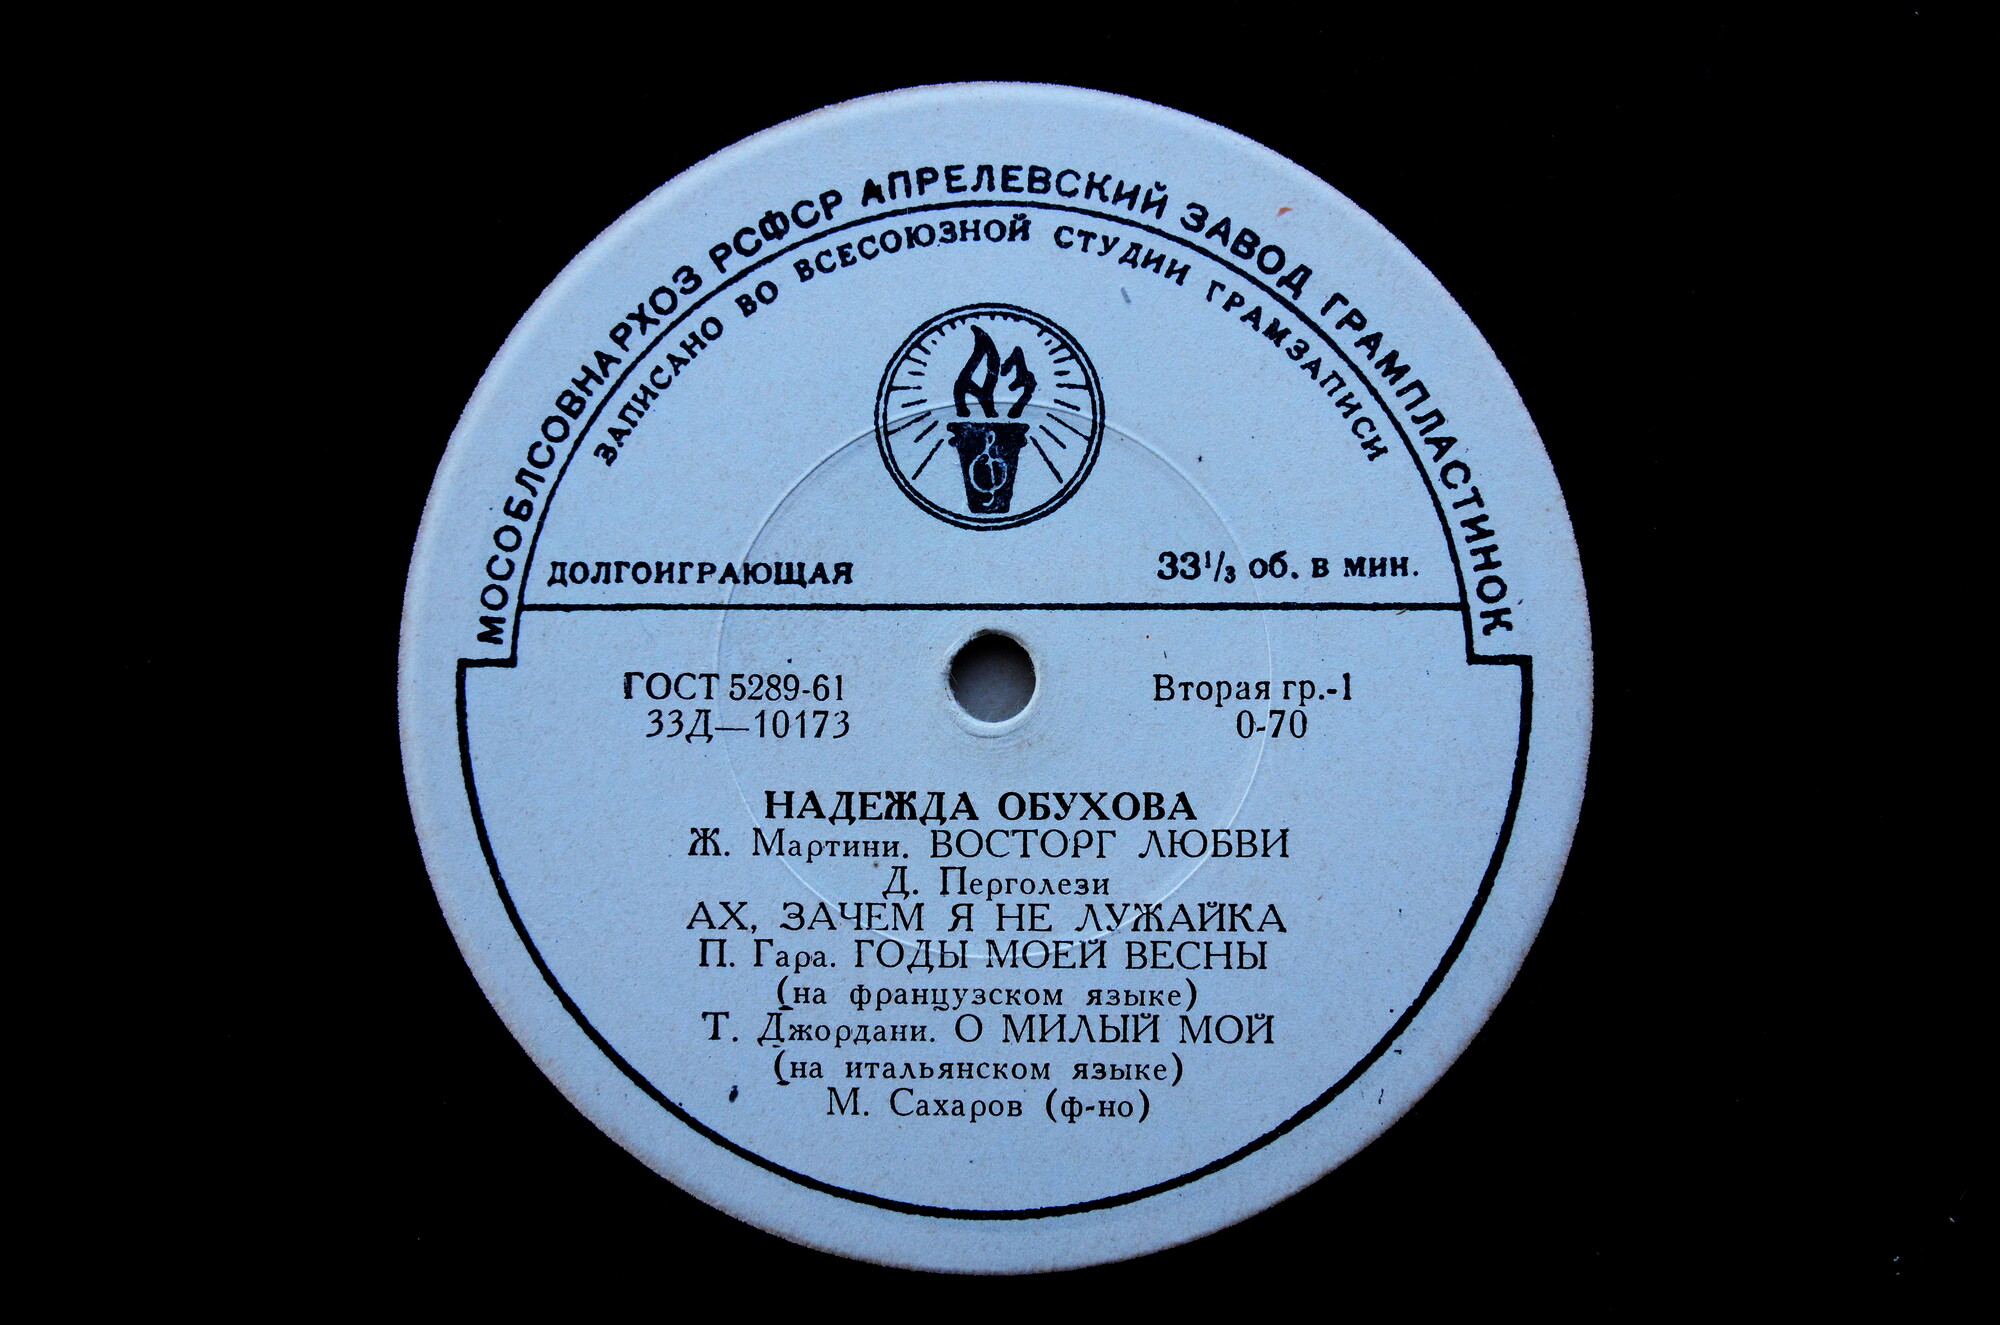 МОСОБЛСОВНАРХОЗ РСФСР АПРЕЛЕВСКИЙ ЗАВОД ГРАМПЛАСТИНОК
ЗАПИСАНО ВО ВСЕСОЮЗНОЙ СТУДИИ ГРАМЗАПИСИ
АЗ
ДОЛГОИГРАЮЩАЯ
33⅓ об. в мин.
ГОСТ 5289-61
Вторая гр.-1
33Д—10173
0-70
НАДЕЖДА ОБУХОВА
Ж. Мартини. ВОСТОРГ ЛЮБВИ
Д. Перголези
АХ, ЗАЧЕМ Я НЕ ЛУЖАЙКА
П. Гара. ГОДЫ МОЕЙ ВЕСНЫ
(на французском языке)
Т. Джордани. О МИЛЫЙ МОЙ
(на итальянском языке)
М. Сахаров (ф-но)